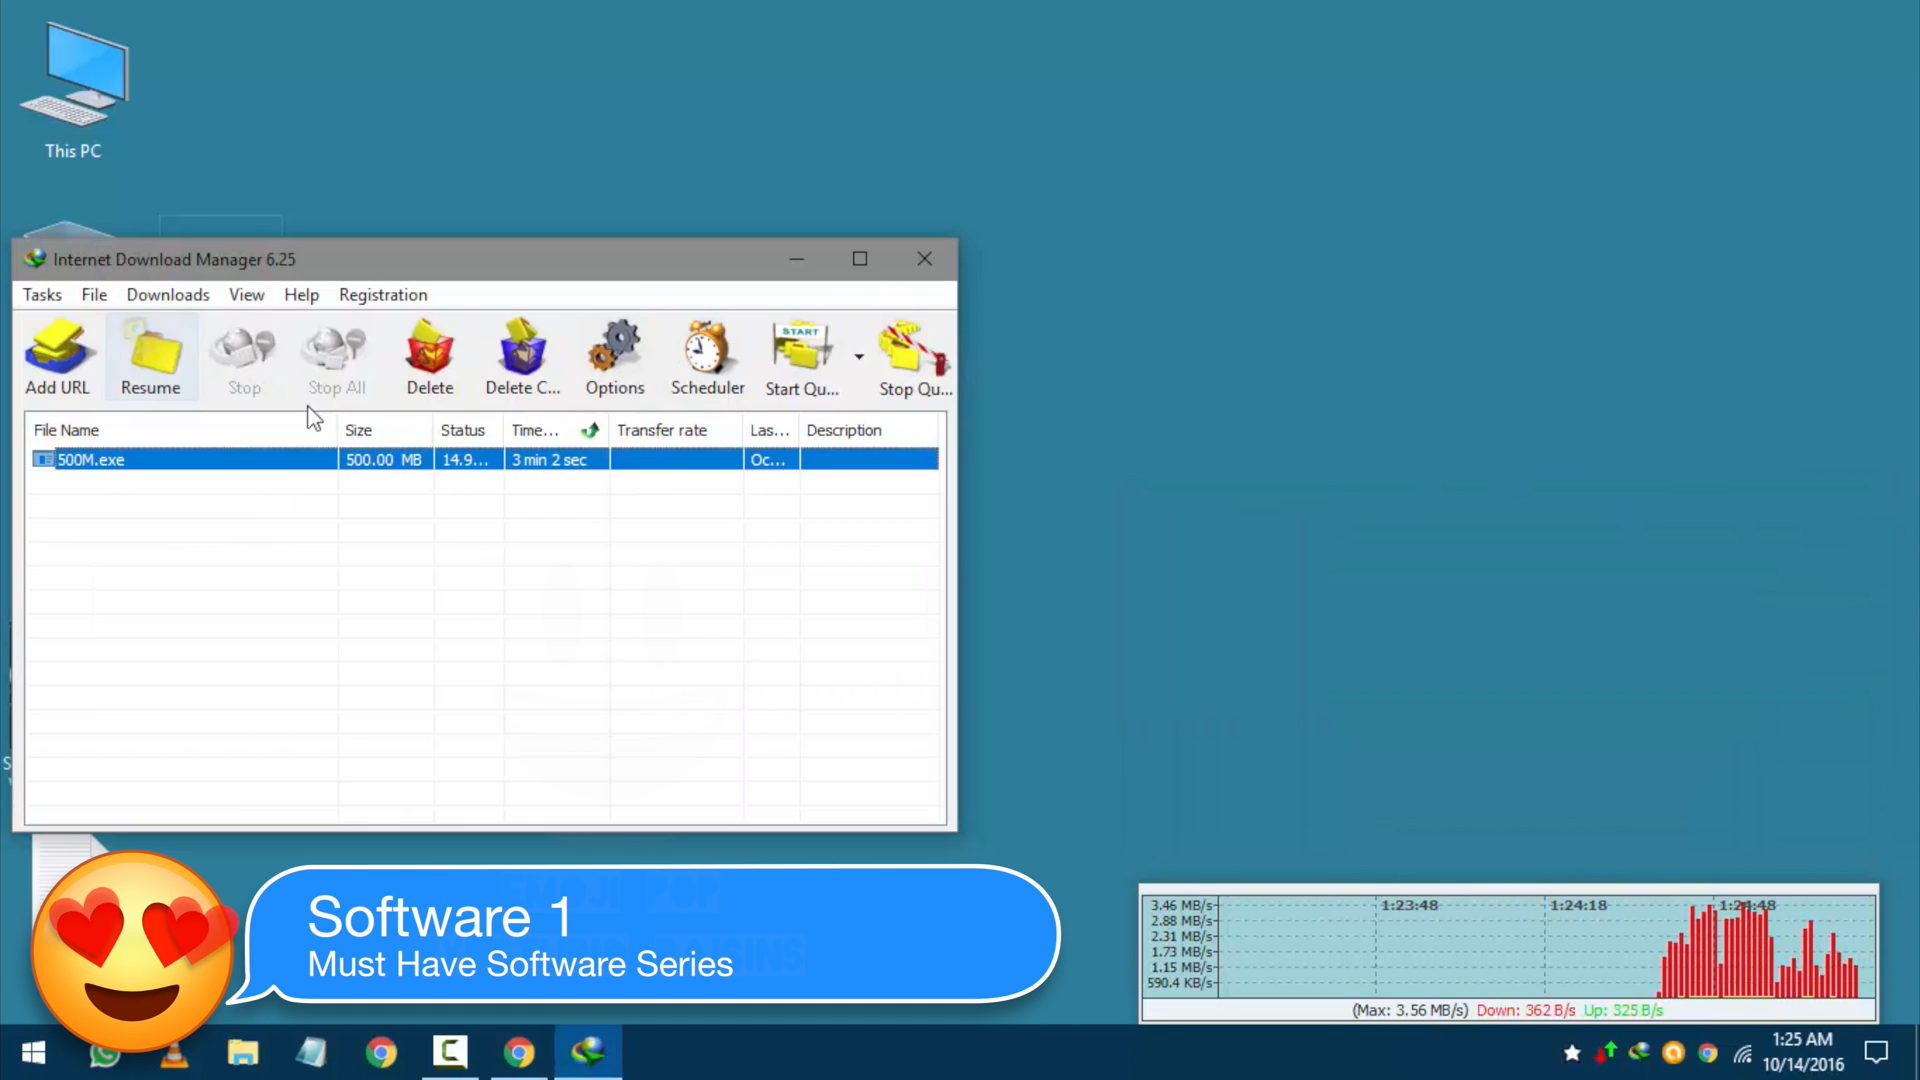 This PC
Internet Download Manager 6.25
Tasks File Downloads View Help Registration
START
Add URL Resume Stop Stop All Delete Delete C... Options Scheduler Start Qu... Stop Qu...
File Name Size Status Time... Transfer rate Las... Description
500M.exe 500.00 MB 14.9... 3 min 2 sec Oc...
EMOJI POP
Software 1
Must Have Software Series
3.46 MB/s 1:23:48 1:24:18 1:24:48
2.88 MB/s
2.31 MB/s
1.73 MB/s
1.15 MB/s
590.4 KB/s
(Max: 3.56 MB/s) Down: 362 B/s Up: 325 B/s
1:25 AM
10/14/2016